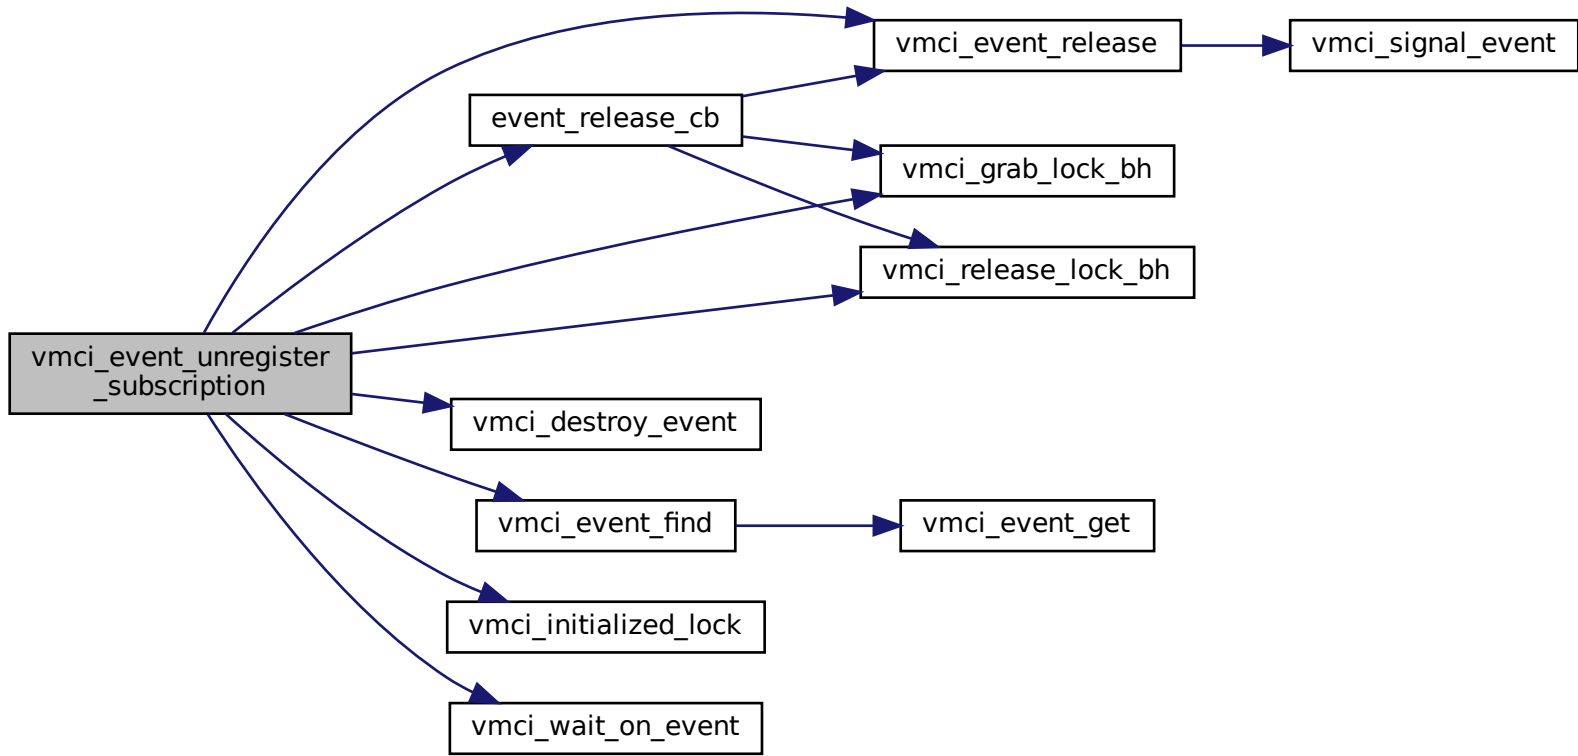 vmci_event_release
vmci_signal_event
event_release_cb
vmci_grab_lock_bh
vmci_release_lock_bh
vmci_event_unregister
_subscription
vmci_destroy_event
vmci_event_find
vmci_event_get
vmci_initialized_lock
vmci_wait_on_event